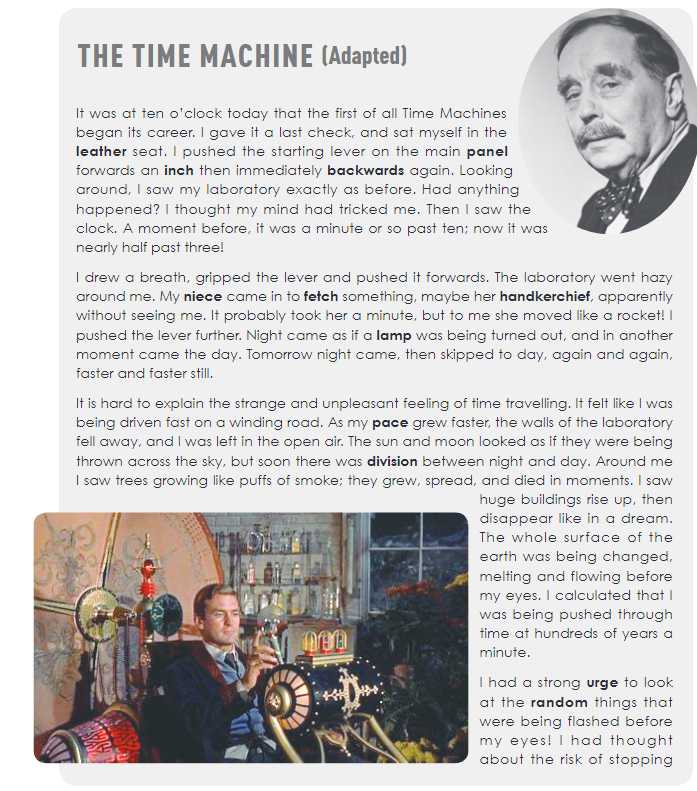 THE TIME MACHINE (Adapted)
It was at ten o’clock today that the first of all Time Machines
began its career. I gave it a last check, and sat myself in the
leather seat. I pushed the starting lever on the main panel
forwards an inch then immediately backwards again. Looking
around, I saw my laboratory exactly as before. Had anything
happened? I thought my mind had tricked me. Then I saw the
clock. A moment before, it was a minute or so past ten; now it was
nearly half past three!
I drew a breath, gripped the lever and pushed it forwards. The laboratory went hazy
around me. My niece came in to fetch something, maybe her handkerchief, apparently
without seeing me. It probably took her a minute, but to me she moved like a rocket! I
pushed the lever further. Night came as if a lamp was being turned out, and in another
moment came the day. Tomorrow night came, then skipped to day, again and again,
faster and faster still.
It is hard to explain the strange and unpleasant feeling of time travelling. It felt like I was
being driven fast on a winding road. As my pace grew faster, the walls of the laboratory
fell away, and I was left in the open air. The sun and moon looked as if they were being
thrown across the sky, but soon there was division between night and day. Around me
I saw trees growing like puffs of smoke; they grew, spread, and died in moments. I saw
huge buildings rise up, then
disappear like in a dream.
The whole surface of the
earth was being changed,
melting and flowing before
my eyes. I calculated that I
was being pushed through
time at hundreds of years a
minute.
I had a strong urge to look
at the random things that
were being flashed before
my eyes! I had thought
about the risk of stopping